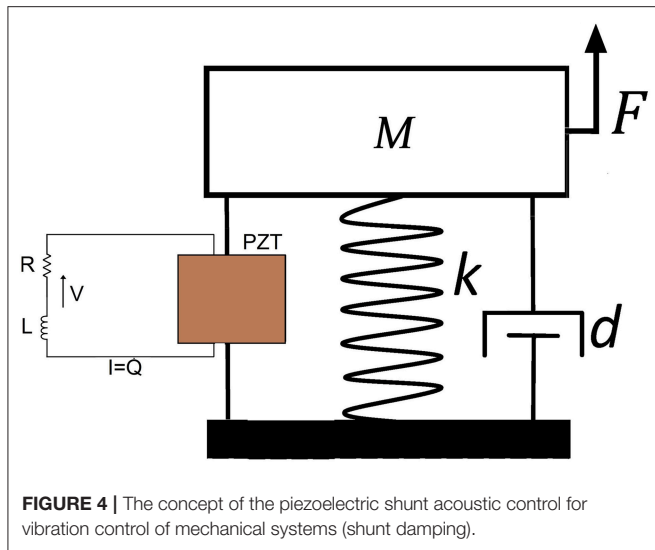 M
F
PZT
R
V
L
I=Q
k
d
FIGURE 4 | The concept of the piezoelectric shunt acoustic control for
vibration control of mechanical systems (shunt damping).